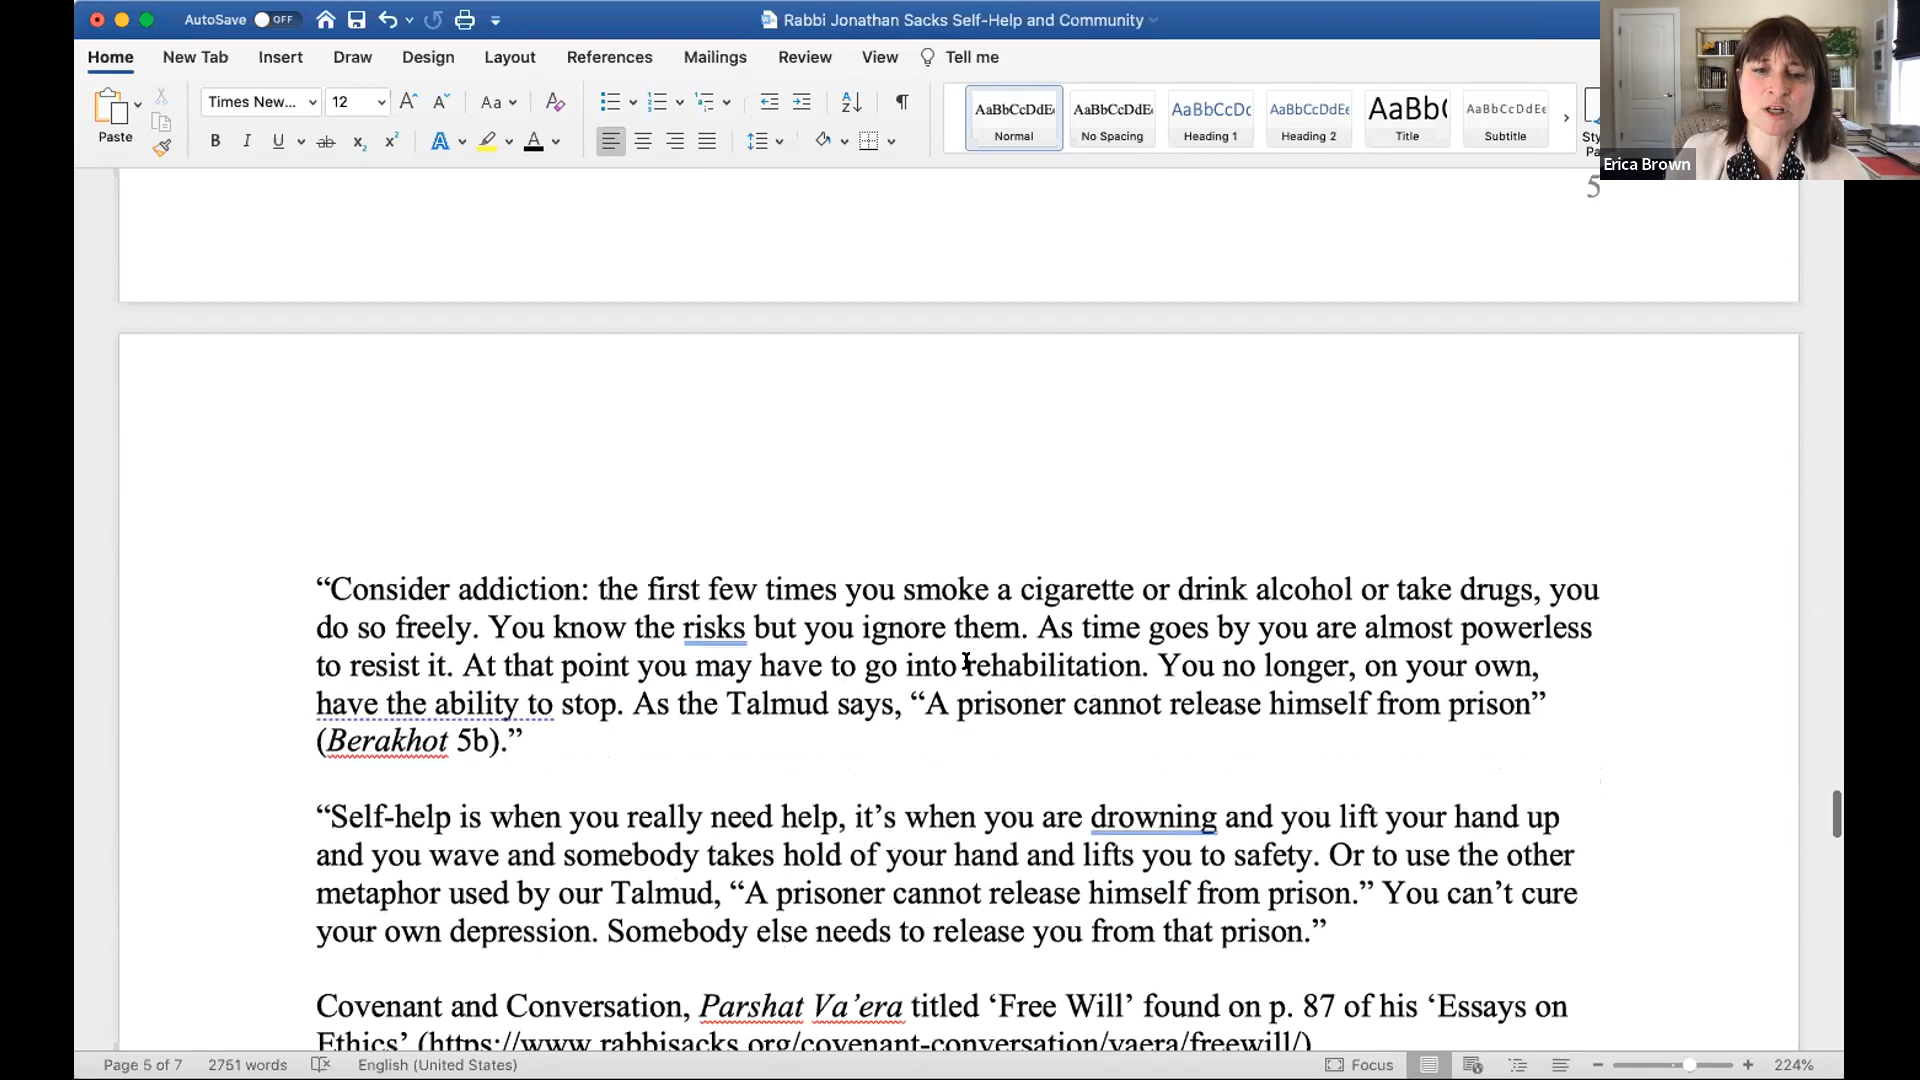 AutoSave OFF
Rabbi Jonathan Sacks Self-Help and Community
Home New Tab Insert Draw Design Layout References Mailings Review View Tell me
Paste
Times New... 12
Aa
B I U ab x₂ x² A A
AaBbCcDdEe AaBbCcDdEe AaBbCcDc AaBbCcDdEe AaBb( AaBbCcDdEe
Normal No Spacing Heading 1 Heading 2 Title Subtitle
Erica Brown
5
“Consider addiction: the first few times you smoke a cigarette or drink alcohol or take drugs, you
do so freely. You know the risks but you ignore them. As time goes by you are almost powerless
to resist it. At that point you may have to go into rehabilitation. You no longer, on your own,
have the ability to stop. As the Talmud says, “A prisoner cannot release himself from prison”
(Berakhot 5b).”
“Self-help is when you really need help, it’s when you are drowning and you lift your hand up
and you wave and somebody takes hold of your hand and lifts you to safety. Or to use the other
metaphor used by our Talmud, “A prisoner cannot release himself from prison.” You can’t cure
your own depression. Somebody else needs to release you from that prison.”
Covenant and Conversation, Parshat Va’era titled ‘Free Will’ found on p. 87 of his ‘Essays on
Ethics’ (https://www.rabbisacks.org/covenant-conversation/vaera/freewill/)
Page 5 of 7 2751 words English (United States) Focus 224%